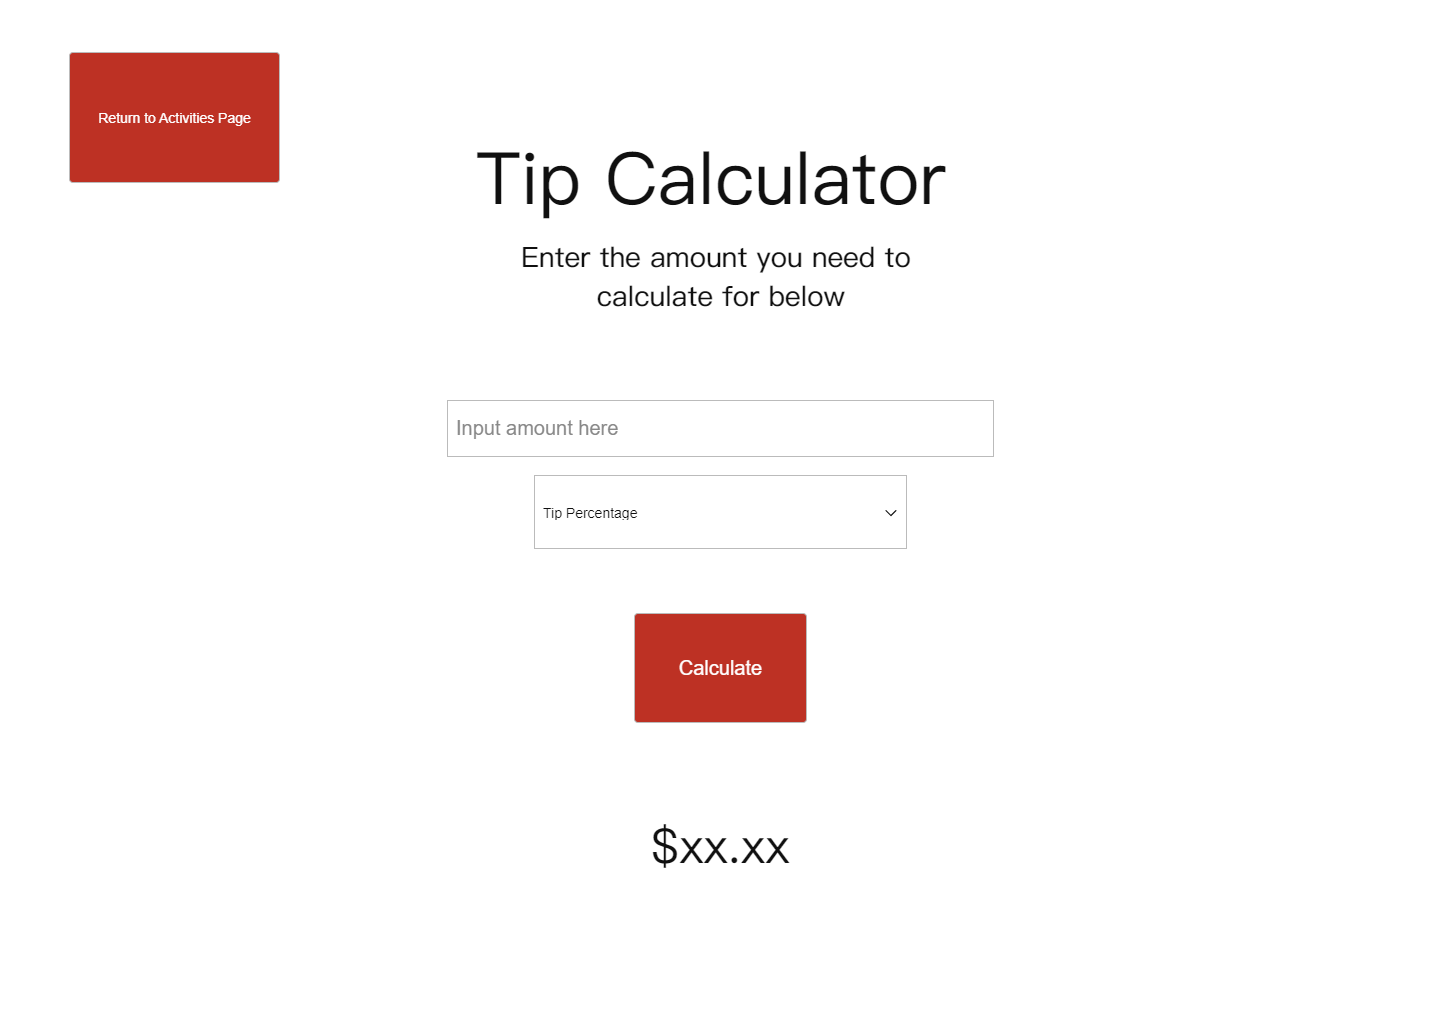 Return to Activities Page
Tip Calculator
Enter the amount you need to
calculate for below
Input amount here
Tip Percentage
Calculate
$xx.xx